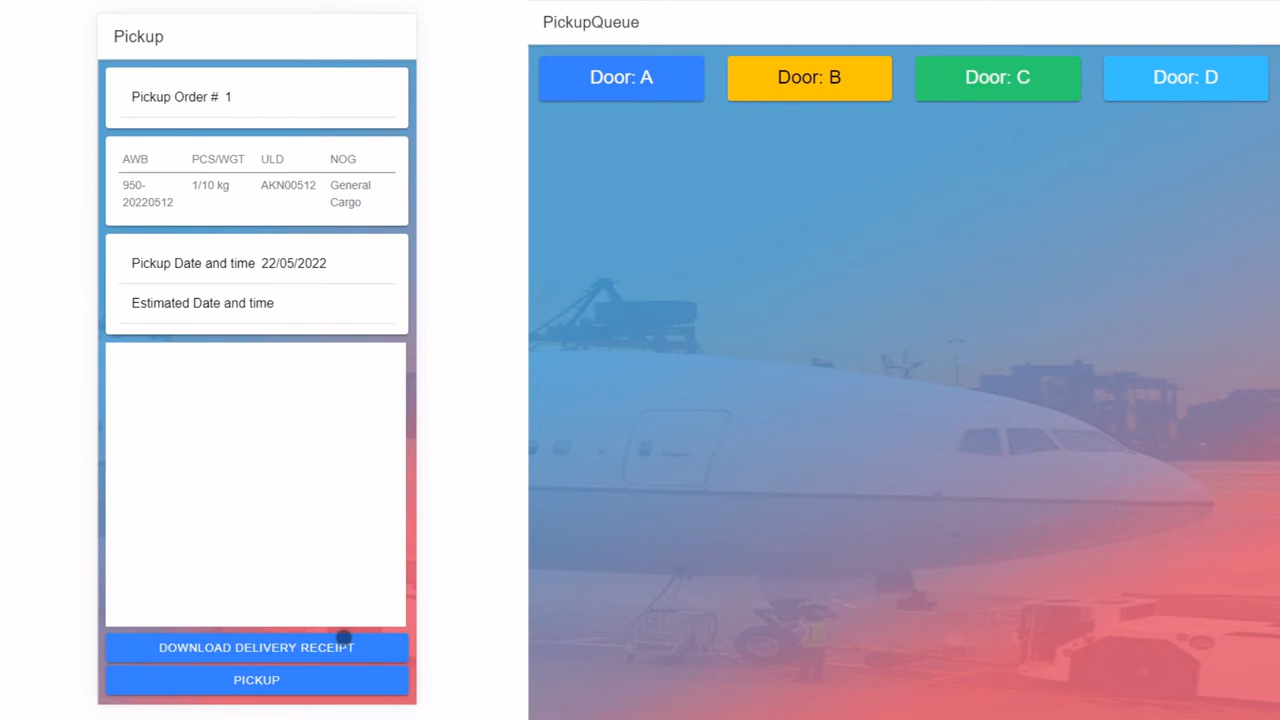 Pickup
Pickup Order # 1
AWB PCS/WGT ULD NOG
950- 1/10 kg AKN00512 General
20220512 Cargo
Pickup Date and time 22/05/2022
Estimated Date and time
DOWNLOAD DELIVERY RECEIPT
PICKUP
PickupQueue
Door: A Door: B Door: C Door: D